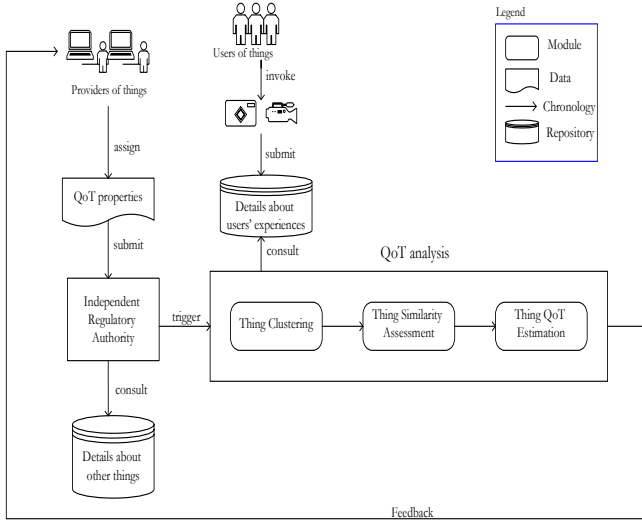 Legend
Module
Data
Chronology
Repository
Users of things
invoke
Providers of things
submit
assign
QoT properties
Details about
users' experiences
submit
consult
QoT analysis
Independent
Regulatory
Authority
trigger
Thing Clustering
Thing Similarity
Assessment
Thing QoT
Estimation
consult
Details about
other things
Feedback